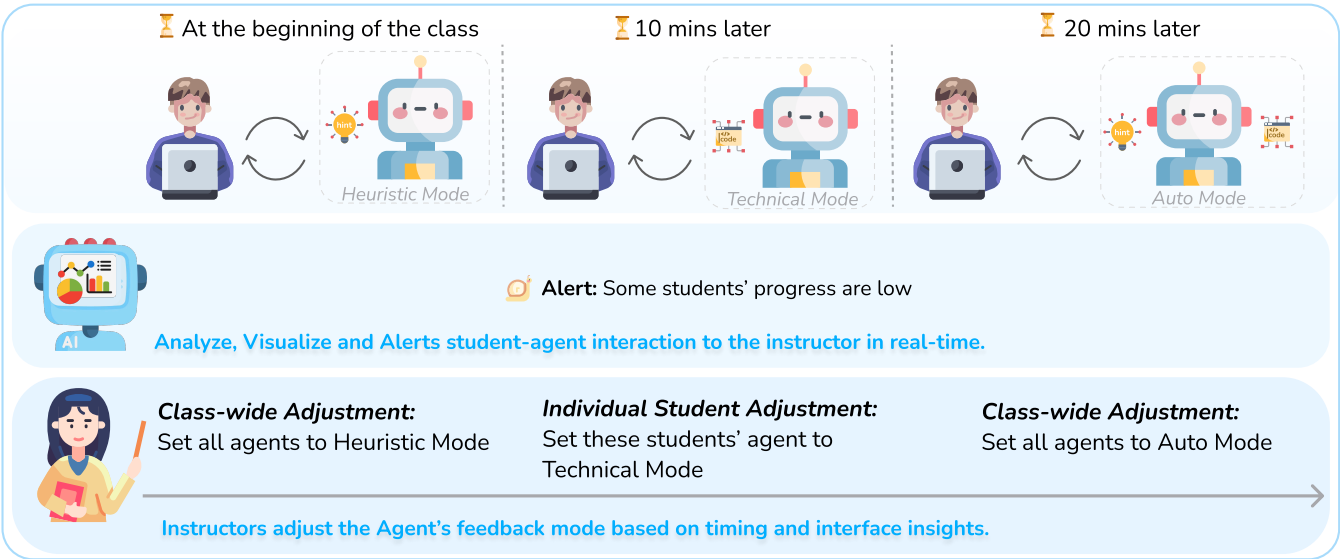 At the beginning of the class
10 mins later
20 mins later
hint
Heuristic Mode
</> code
Technical Mode
hint
</> code
Auto Mode
Alert: Some students’ progress are low
AI
Analyze, Visualize and Alerts student-agent interaction to the instructor in real-time.
Class-wide Adjustment:
Set all agents to Heuristic Mode
Individual Student Adjustment:
Set these students’ agent to
Technical Mode
Class-wide Adjustment:
Set all agents to Auto Mode
Instructors adjust the Agent’s feedback mode based on timing and interface insights.